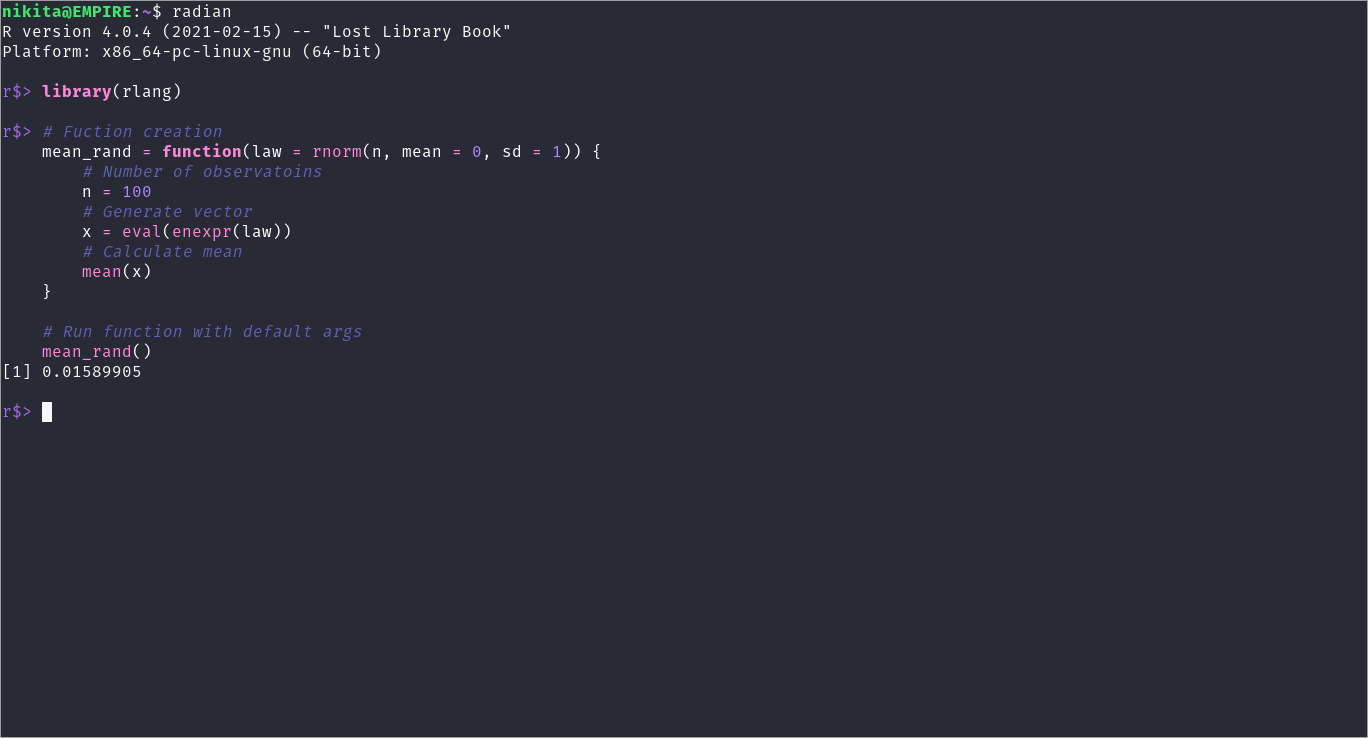 nikita@EMPIRE:~$ radian
R version 4.0.4 (2021-02-15) -- "Lost Library Book"
Platform: x86_64-pc-linux-gnu (64-bit)
r$> library(rlang)
r$> # Fuction creation
    mean_rand = function(law = rnorm(n, mean = 0, sd = 1)) {
        # Number of observatoins
        n = 100
        # Generate vector
        x = eval(enexpr(law))
        # Calculate mean
        mean(x)
    }
    # Run function with default args
    mean_rand()
[1] 0.01589905
r$>